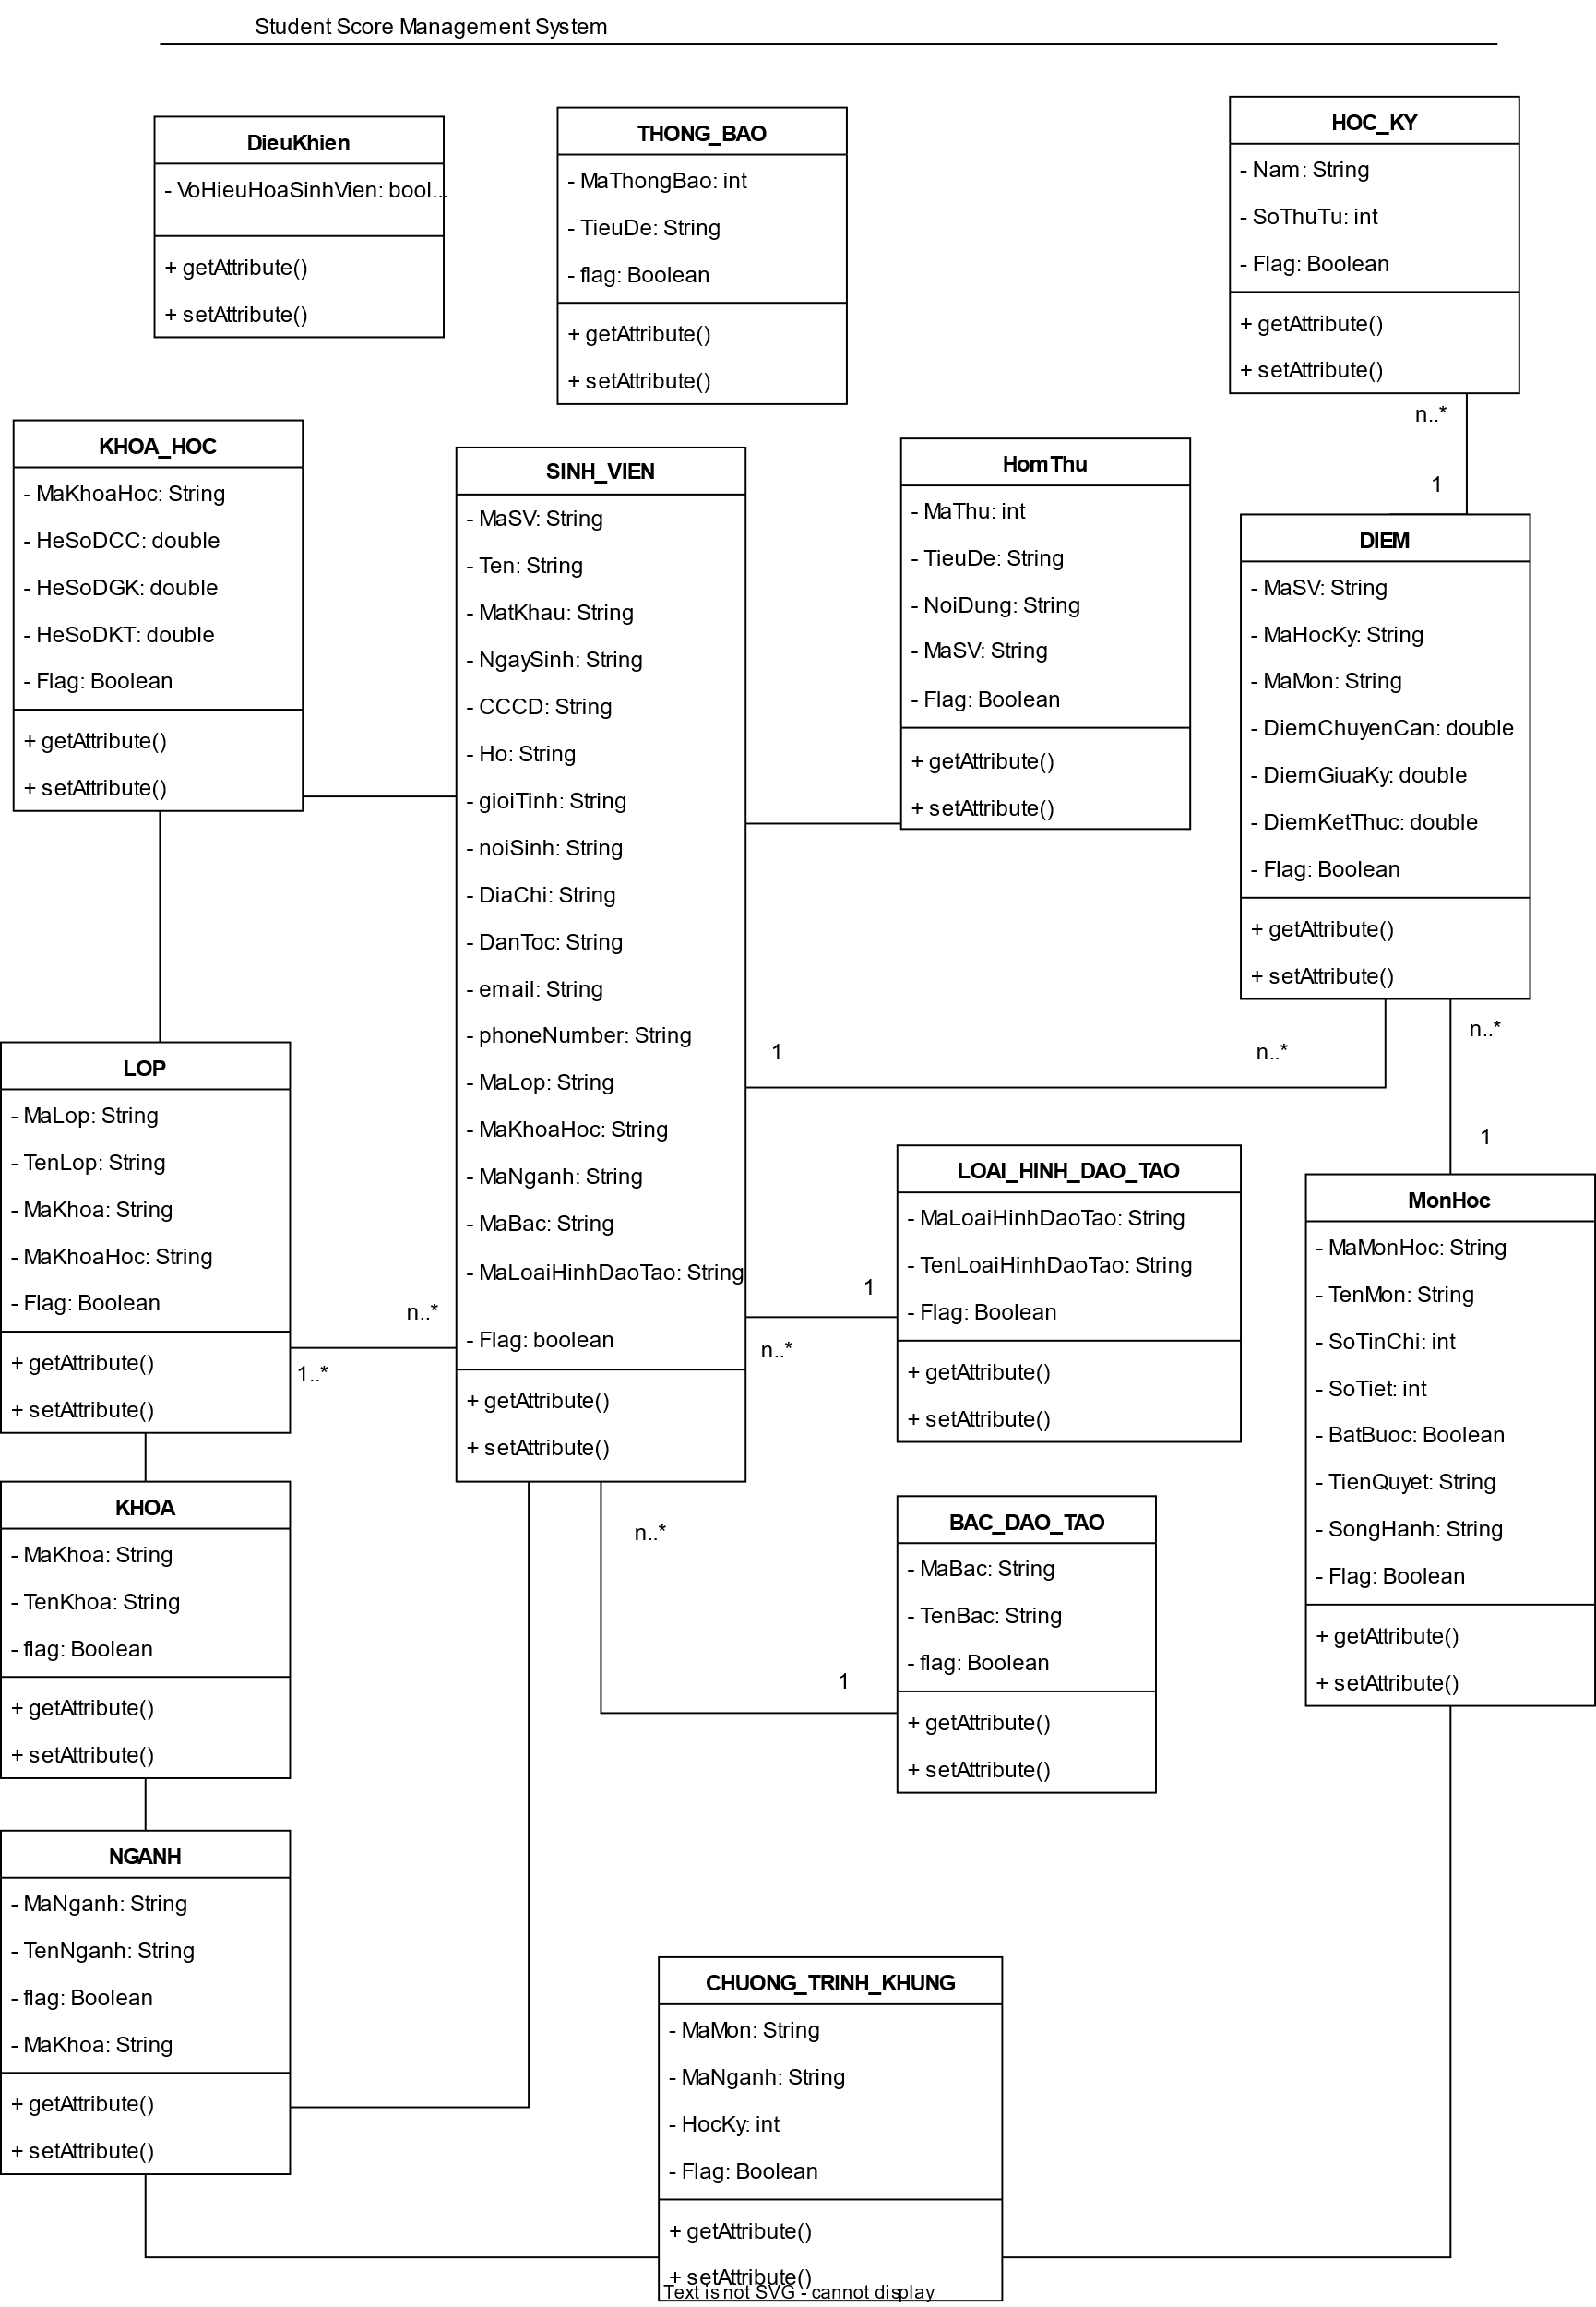 Student Score Management System
DieuKhien
- VoHieuHoaSinhVien: bool...
+ getAttribute()
+ setAttribute()
THONG_BAO
- MaThongBao: int
- TieuDe: String
- flag: Boolean
+ getAttribute()
+ setAttribute()
HOC_KY
- Nam: String
- SoThuTu: int
- Flag: Boolean
+ getAttribute()
+ setAttribute()
n..*
1
KHOA_HOC
- MaKhoaHoc: String
- HeSoDCC: double
- HeSoDGK: double
- HeSoDKT: double
- Flag: Boolean
+ getAttribute()
+ setAttribute()
SINH_VIEN
- MaSV: String
- Ten: String
- MatKhau: String
- NgaySinh: String
- CCCD: String
- Ho: String
- gioiTinh: String
- noiSinh: String
- DiaChi: String
- DanToc: String
- email: String
- phoneNumber: String
- MaLop: String
- MaKhoaHoc: String
- MaNganh: String
- MaBac: String
- MaLoaiHinhDaoTao: String
- Flag: boolean
+ getAttribute()
+ setAttribute()
HomThu
- MaThu: int
- TieuDe: String
- NoiDung: String
- MaSV: String
- Flag: Boolean
+ getAttribute()
+ setAttribute()
DIEM
- MaSV: String
- MaHocKy: String
- MaMon: String
- DiemChuyenCan: double
- DiemGiuaKy: double
- DiemKetThuc: double
- Flag: Boolean
+ getAttribute()
+ setAttribute()
1
n..*
n..*
1
LOP
- MaLop: String
- TenLop: String
- MaKhoa: String
- MaKhoaHoc: String
- Flag: Boolean
+ getAttribute()
+ setAttribute()
n..*
1..*
LOAI_HINH_DAO_TAO
- MaLoaiHinhDaoTao: String
- TenLoaiHinhDaoTao: String
- Flag: Boolean
+ getAttribute()
+ setAttribute()
1
n..*
MonHoc
- MaMonHoc: String
- TenMon: String
- SoTinChi: int
- SoTiet: int
- BatBuoc: Boolean
- TienQuyet: String
- SongHanh: String
- Flag: Boolean
+ getAttribute()
+ setAttribute()
KHOA
- MaKhoa: String
- TenKhoa: String
- flag: Boolean
+ getAttribute()
+ setAttribute()
n..*
1
BAC_DAO_TAO
- MaBac: String
- TenBac: String
- flag: Boolean
+ getAttribute()
+ setAttribute()
NGANH
- MaNganh: String
- TenNganh: String
- flag: Boolean
- MaKhoa: String
+ getAttribute()
+ setAttribute()
CHUONG_TRINH_KHUNG
- MaMon: String
- MaNganh: String
- HocKy: int
- Flag: Boolean
+ getAttribute()
+ setAttribute()
Text is not SVG - cannot display